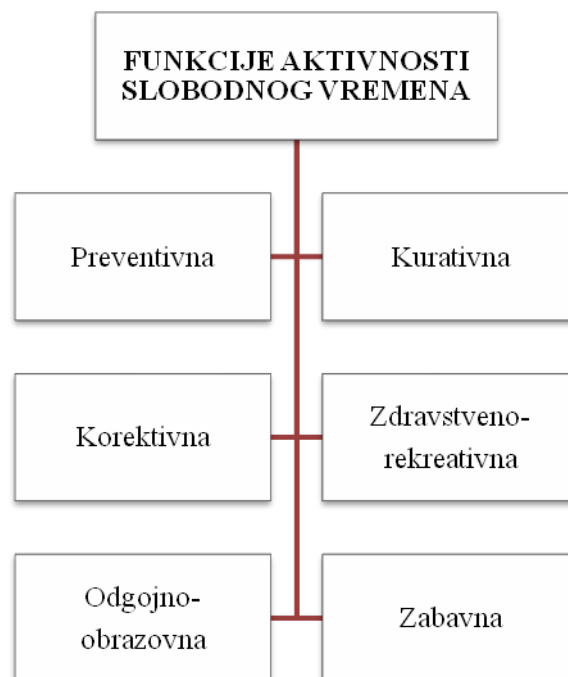 FUNKCIJE AKTIVNOSTI
SLOBODNOG VREMENA
Preventivna
Kurativna
Korektivna
Zdravstveno-
rekreativna
Odgojno-
obrazovna
Zabavna